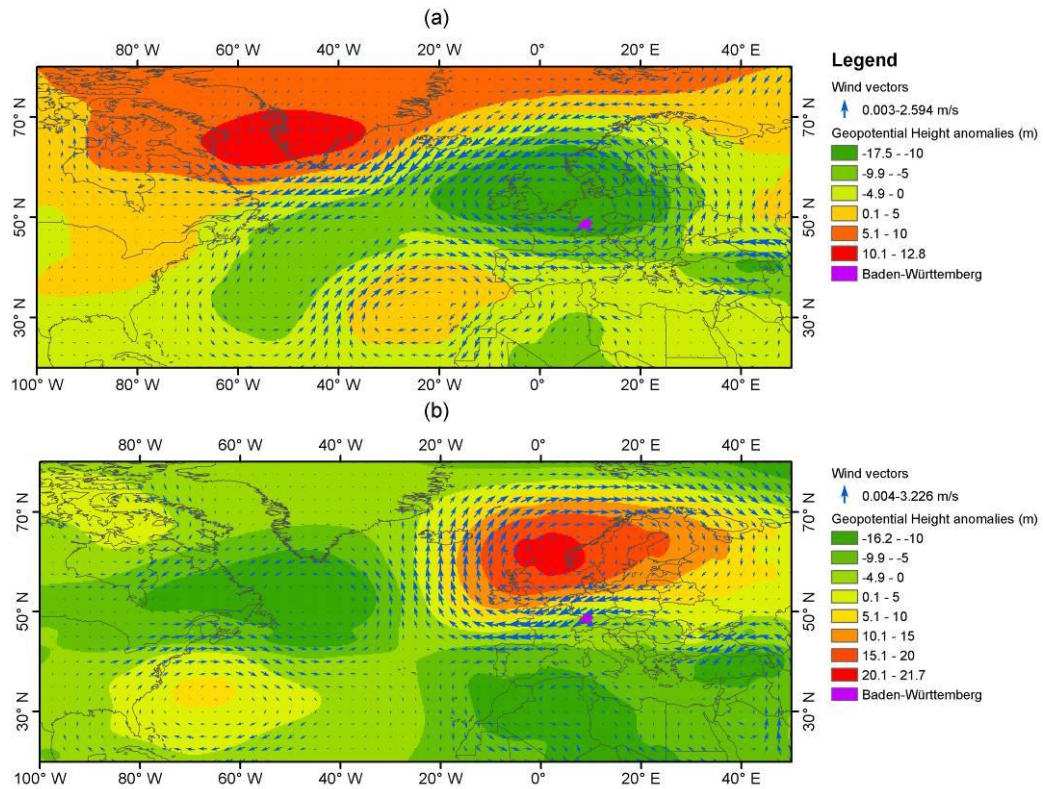 (a)
80° W 60° W 40° W 20° W 0° 20° E 40° E
70° N
50° N
30° N
70° N
50° N
30° N
100° W 80° W 60° W 40° W 20° W 0° 20° E 40° E
Legend
Wind vectors
0.003-2.594 m/s
Geopotential Height anomalies (m)
-17.5 - -10
-9.9 - -5
-4.9 - 0
0.1 - 5
5.1 - 10
10.1 - 12.8
Baden-Württemberg
(b)
80° W 60° W 40° W 20° W 0° 20° E 40° E
70° N
50° N
30° N
70° N
50° N
30° N
100° W 80° W 60° W 40° W 20° W 0° 20° E 40° E
Wind vectors
0.004-3.226 m/s
Geopotential Height anomalies (m)
-16.2 - -10
-9.9 - -5
-4.9 - 0
0.1 - 5
5.1 - 10
10.1 - 15
15.1 - 20
20.1 - 21.7
Baden-Württemberg